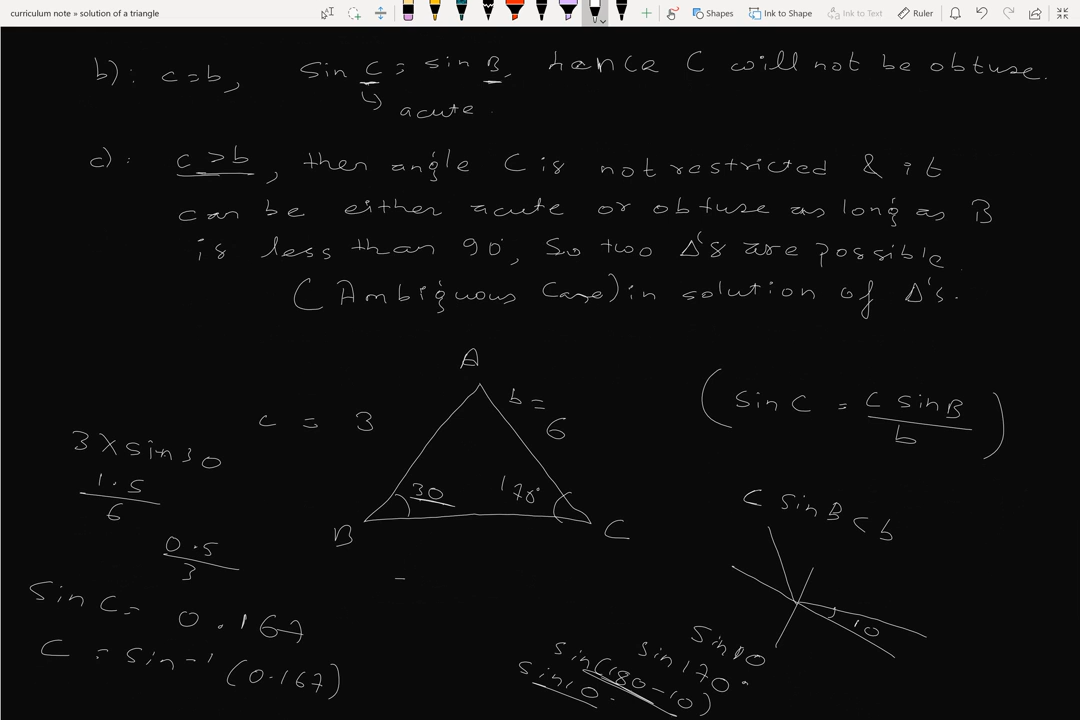 curriculum note » solution of a triangle
Shapes
Ink to Shape
Ink to Text
Ruler
b): c=b, sin C = sin B, hence C will not be obtuse.
acute.
c): c>b, then angle C is not restricted & it
can be either acute or obtuse as long as B
is less than 90°, So two Δ's are possible
(Ambiguous Case) in solution of Δ's.
A
c = 3
b =
6
(sin C = c sin B / b)
3 X sin 30
1.5 / 6
30
170°
B
C
C sin B < b
0.5 / 3
sin C = 0.167
C = sin-1 (0.167)
10
sin 10
sin 170°
sin(180-10)
sin 10.